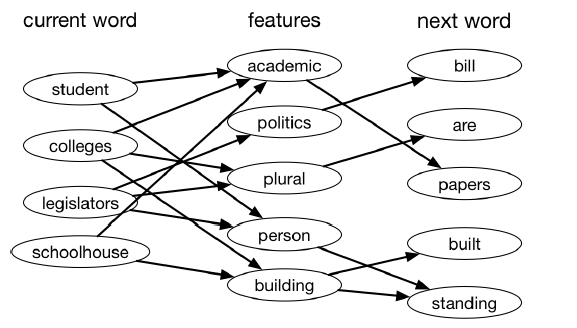 current word features next word
student academic bill
colleges politics are
legislators plural papers
schoolhouse person built
building standing